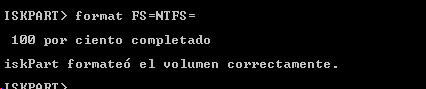 ISKPART> format FS=NTFS=
100 por ciento completado
iskPart formateó el volumen correctamente.
ISKPART>